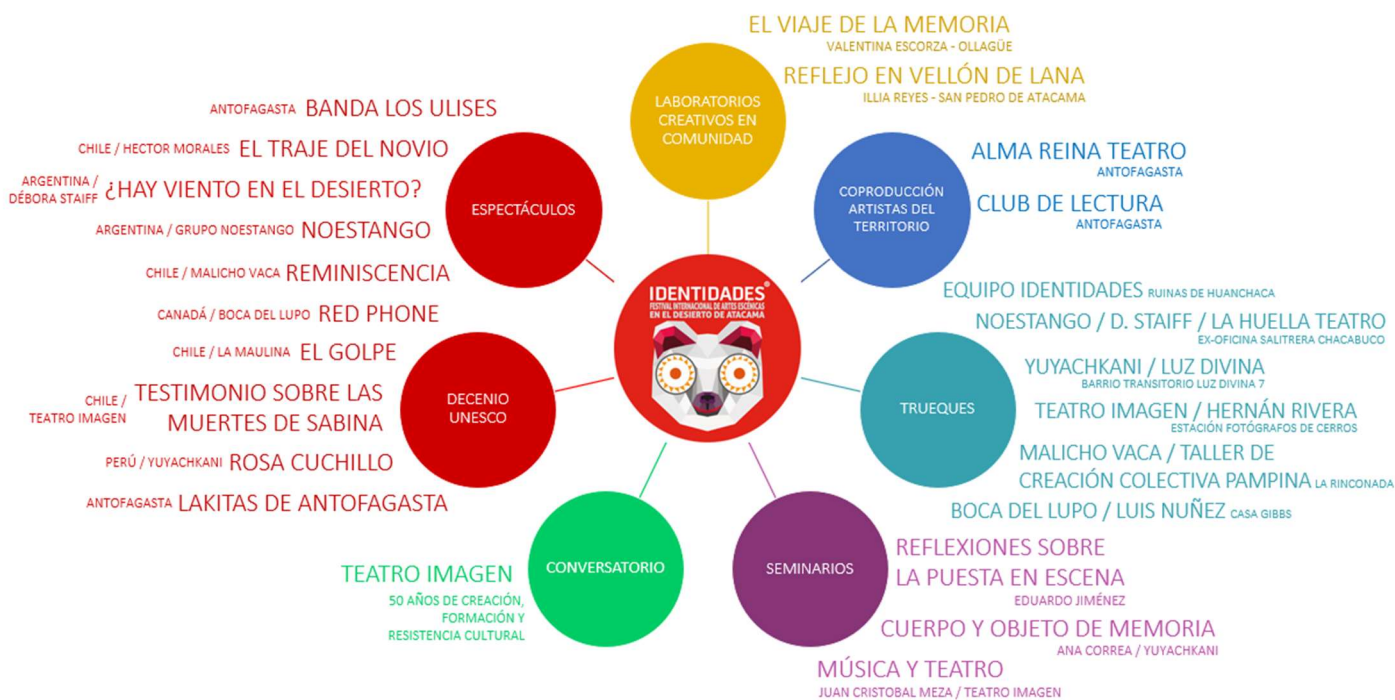 EL VIAJE DE LA MEMORIA
VALENTINA ESCORZA - OLLAGÜE
REFLEJO EN VELLÓN DE LANA
ILLIA REYES - SAN PEDRO DE ATACAMA
LABORATORIOS
CREATIVOS EN
COMUNIDAD
ANTOFAGASTA BANDA LOS ULISES
CHILE / HECTOR MORALES EL TRAJE DEL NOVIO
ARGENTINA /
DÉBORA STAIFF ¿HAY VIENTO EN EL DESIERTO?
ARGENTINA / GRUPO NOESTANGO NOESTANGO
CHILE / MALICHO VACA REMINISCENCIA
CANADÁ / BOCA DEL LUPO RED PHONE
CHILE / LA MAULINA EL GOLPE
CHILE /
TEATRO IMAGEN TESTIMONIO SOBRE LAS
MUERTES DE SABINA
PERÚ / YUYACHKANI ROSA CUCHILLO
ANTOFAGASTA LAKITAS DE ANTOFAGASTA
ESPECTÁCULOS
DECENIO
UNESCO
IDENTIDADES®
FESTIVAL INTERNACIONAL DE ARTES ESCÉNICAS
EN EL DESIERTO DE ATACAMA
COPRODUCCIÓN
ARTISTAS DEL
TERRITORIO
ALMA REINA TEATRO
ANTOFAGASTA
CLUB DE LECTURA
ANTOFAGASTA
TRUEQUES
EQUIPO IDENTIDADES RUINAS DE HUANCHACA
NOESTANGO / D. STAIFF / LA HUELLA TEATRO
EX-OFICINA SALITRERA CHACABUCO
YUYACHKANI / LUZ DIVINA
BARRIO TRANSITORIO LUZ DIVINA 7
TEATRO IMAGEN / HERNÁN RIVERA
ESTACIÓN FOTÓGRAFOS DE CERROS
MALICHO VACA / TALLER DE
CREACIÓN COLECTIVA PAMPINA LA RINCONADA
BOCA DEL LUPO / LUIS NUÑEZ CASA GIBBS
CONVERSATORIO
TEATRO IMAGEN
50 AÑOS DE CREACIÓN,
FORMACIÓN Y
RESISTENCIA CULTURAL
SEMINARIOS
REFLEXIONES SOBRE
LA PUESTA EN ESCENA
EDUARDO JIMÉNEZ
CUERPO Y OBJETO DE MEMORIA
ANA CORREA / YUYACHKANI
MÚSICA Y TEATRO
JUAN CRISTOBAL MEZA / TEATRO IMAGEN